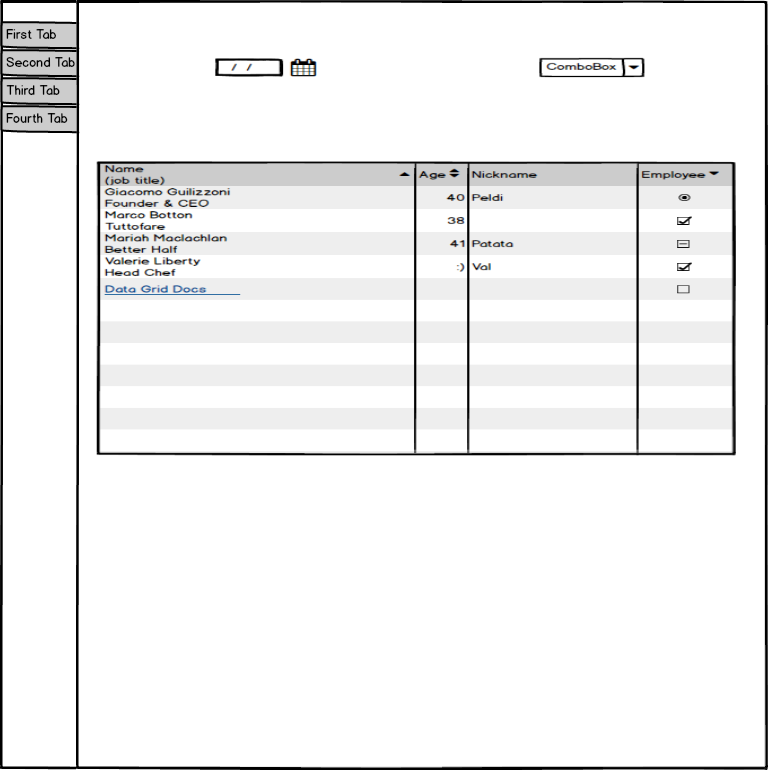 First Tab
Second Tab
Third Tab
Fourth Tab
/ /
ComboBox
Name
(job title)
Age
Nickname
Employee
Giacomo Guilizzoni
Founder & CEO
40
Peldi
Marco Botton
Tuttofare
38
Mariah Maclachlan
Better Half
41
Patata
Valerie Liberty
Head Chef
:)
Val
Data Grid Docs